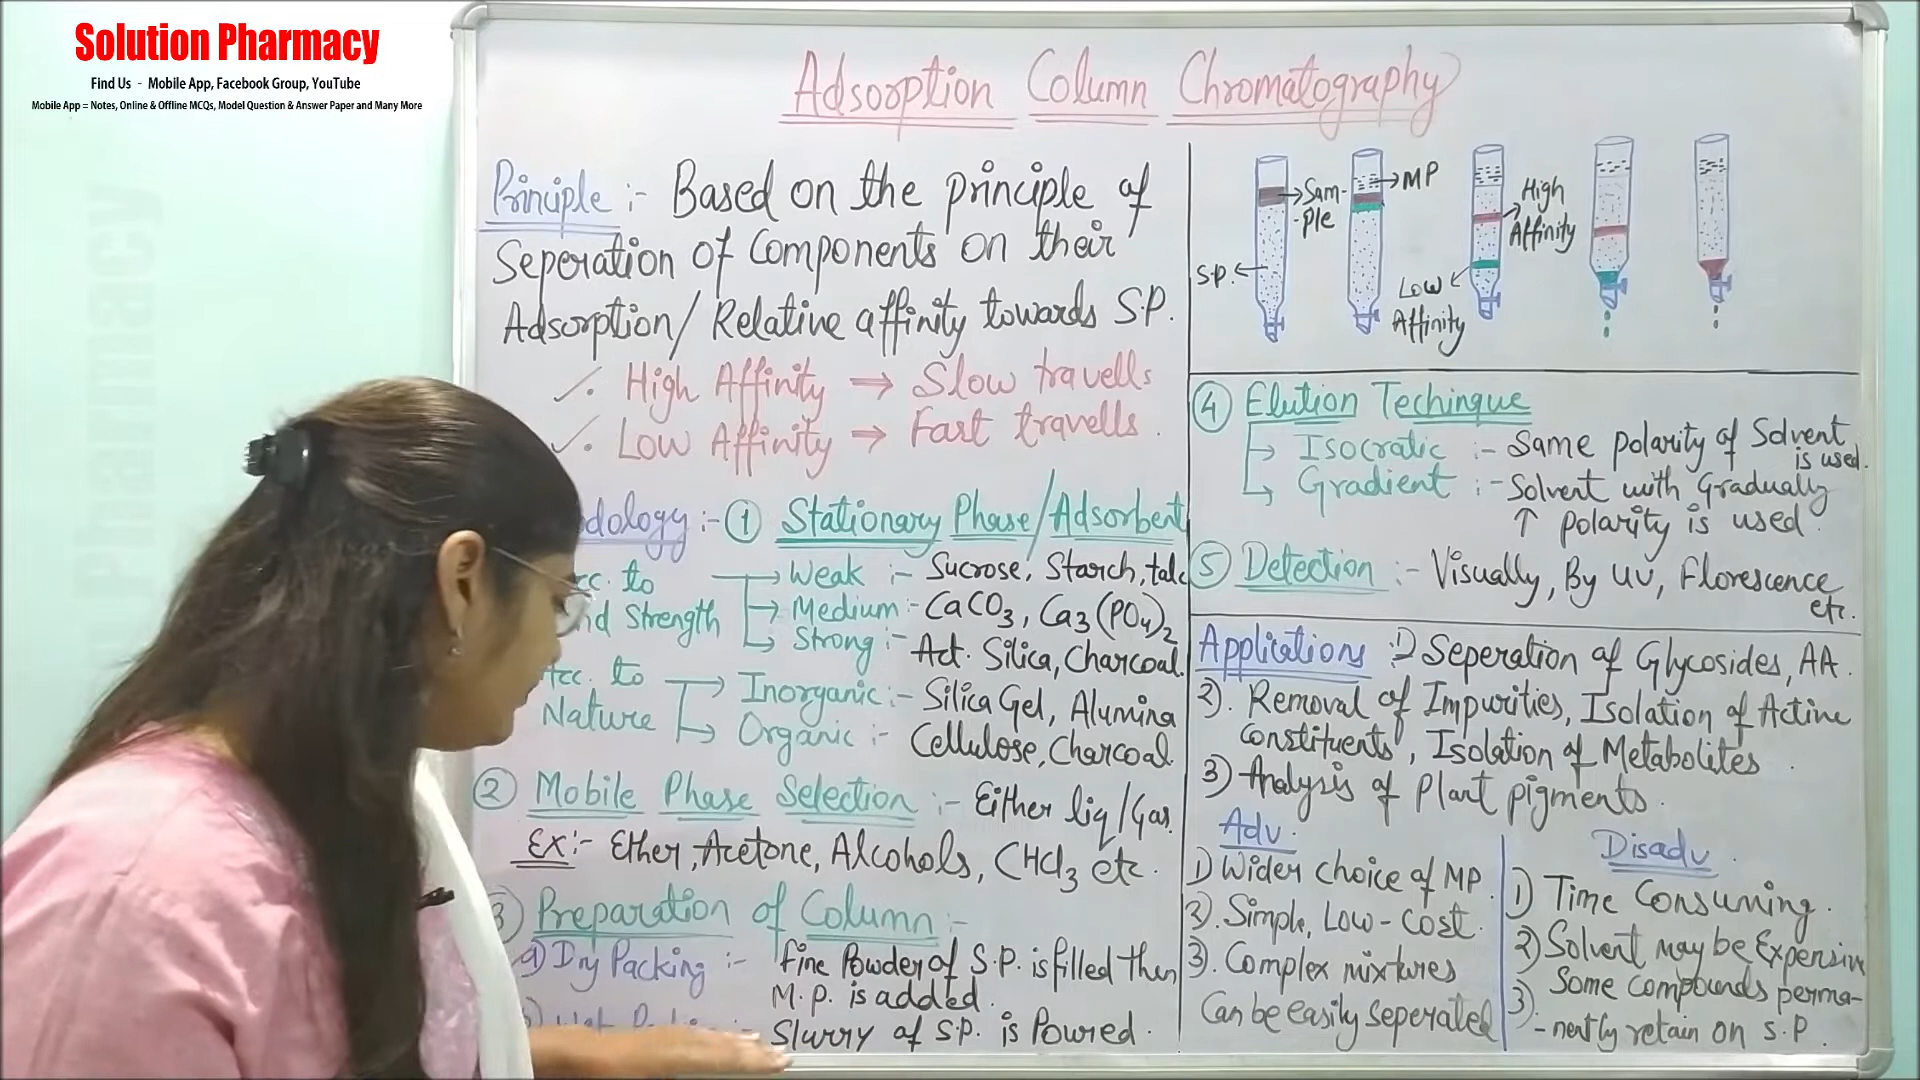 Solution Pharmacy
Find Us - Mobile App, Facebook Group, YouTube
Mobile App = Notes, Online & Offline MCQs, Model Question & Answer Paper and Many More
Pharmacy
Adsorption Column Chromatography
Principle :- Based on the principle of
Seperation of Components on their
Adsorption/ Relative affinity towards S.P.
High Affinity → Slow travells
Low Affinity → Fast travells.
dology :- ① Stationary Phase/Adsorbent
cc. to
nd Strength
→ Weak :- Sucrose, Starch, talc
→ Medium :- CaCO3, Ca3(PO4)2
→ Strong :- Act. Silica, Charcoal.
Acc. to
Nature
→ Inorganic :- Silica Gel, Alumina
→ Organic :- Cellulose, Charcoal.
② Mobile Phase Selection :- Either liq/Gas.
Ex :- Ether, Acetone, Alcohols, CHCl3 etc.
③ Preparation of Column :-
a) Dry Packing :- fine Powder of S.P. is filled then
M.P. is added.
Slurry of S.P. is Poured.
→ Sam-
-ple
S.P. ←
→ MP
High
Affinity
Low
Affinity
④ Elution Techinque
→ Isocratic :- Same polarity of Solvent
is used.
→ Gradient :- Solvent with Gradually
↑ polarity is used.
⑤ Detection :- Visually, By UV, Florescence
etc.
Applications :- 1) Seperation of Glycosides, AA.
2). Removal of Impurities, Isolation of Active
constituents, Isolation of Metabolites.
3) Analysis of Plant pigments.
Adv.
1) Wider choice of MP.
2). Simple, Low-cost.
3). Complex mixtures
Can be easily seperated
Disadv.
1) Time Consuming.
2) Solvent may be Expensive
3). Some compounds perma-
-nently retain on S.P.